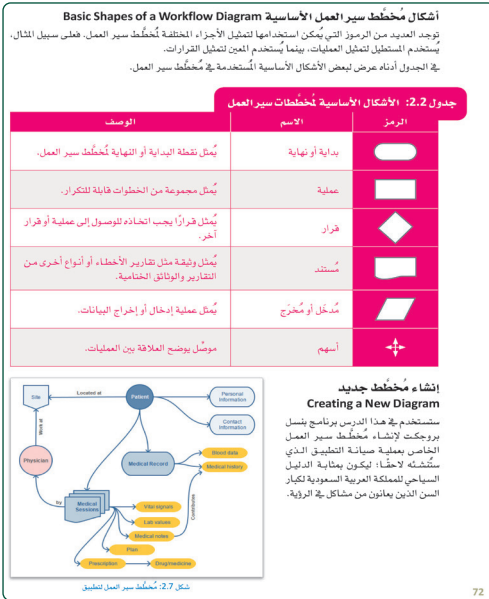 أشكال مُخطَّط سير العمل الأساسية Basic Shapes of a Workflow Diagram
توجد العديد من الرموز التي يُمكن استخدامها لتمثيل الأجزاء المختلفة لمُخطَّط سير العمل. فعلى سبيل المثال،
يُستخدم المستطيل لتمثيل العمليات، بينما يُستخدم المعين لتمثيل القرارات.
في الجدول أدناه عرض لبعض الأشكال الأساسية المُستخدمة في مُخطَّط سير العمل.
جدول 2.2: الأشكال الأساسية لمُخططات سير العمل
الرمز الاسم الوصف
بداية أو نهاية يُمثل نقطة البداية أو النهاية لمُخطَّط سير العمل.
عملية يُمثل مجموعة من الخطوات قابلة للتكرار.
قرار يُمثل قرارًا يجب اتخاذه للوصول إلى عملية أو قرار
آخر.
مُستند يُمثل وثيقة مثل تقارير الأخطاء أو أنواع أخرى من
التقارير والوثائق الختامية.
مُدخَل أو مُخرَج يُمثل عملية إدخال أو إخراج البيانات.
أسهم موصِّل يوضح العلاقة بين العمليات.
إنشاء مُخطَّط جديد
Creating a New Diagram
ستستخدم في هذا الدرس برنامج بنسل
بروجكت لإنشاء مُخطَّط سير العمل
الخاص بعملية صيانة التطبيق الذي
ستُنشئه لاحقًا؛ ليكون بمثابة الدليل
السياحي للمملكة العربية السعودية لكبار
السن الذين يعانون من مشاكل في الرؤية.
Site
Located at
Patient
Personal
Information
Contact
Information
Work at
Physician
Medical Record
Blood data
Medical history
by
Medical
Sessions
Vital signals
Lab values
Medical notes
Contributes
Plan
Prescription
Drug/medicine
شكل 2.7: مُخطَّط سير العمل لتطبيق
72